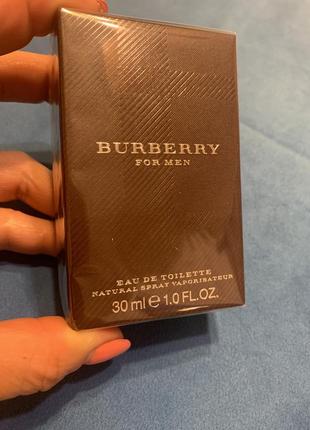 BURBERRY
FOR MEN
EAU DE TOILETTE
NATURAL SPRAY VAPORISATEUR
30 ml e 1.0 FL.OZ.